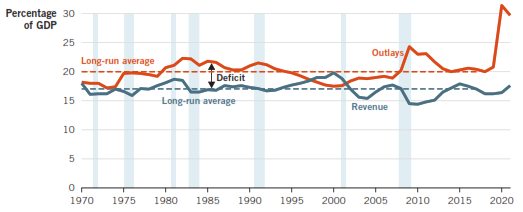 Percentage
of GDP
30
25
20
15
10
5
0
Long-run average
Outlays
Deficit
Long-run average
Revenue
1970 1975 1980 1985 1990 1995 2000 2005 2010 2015 2020